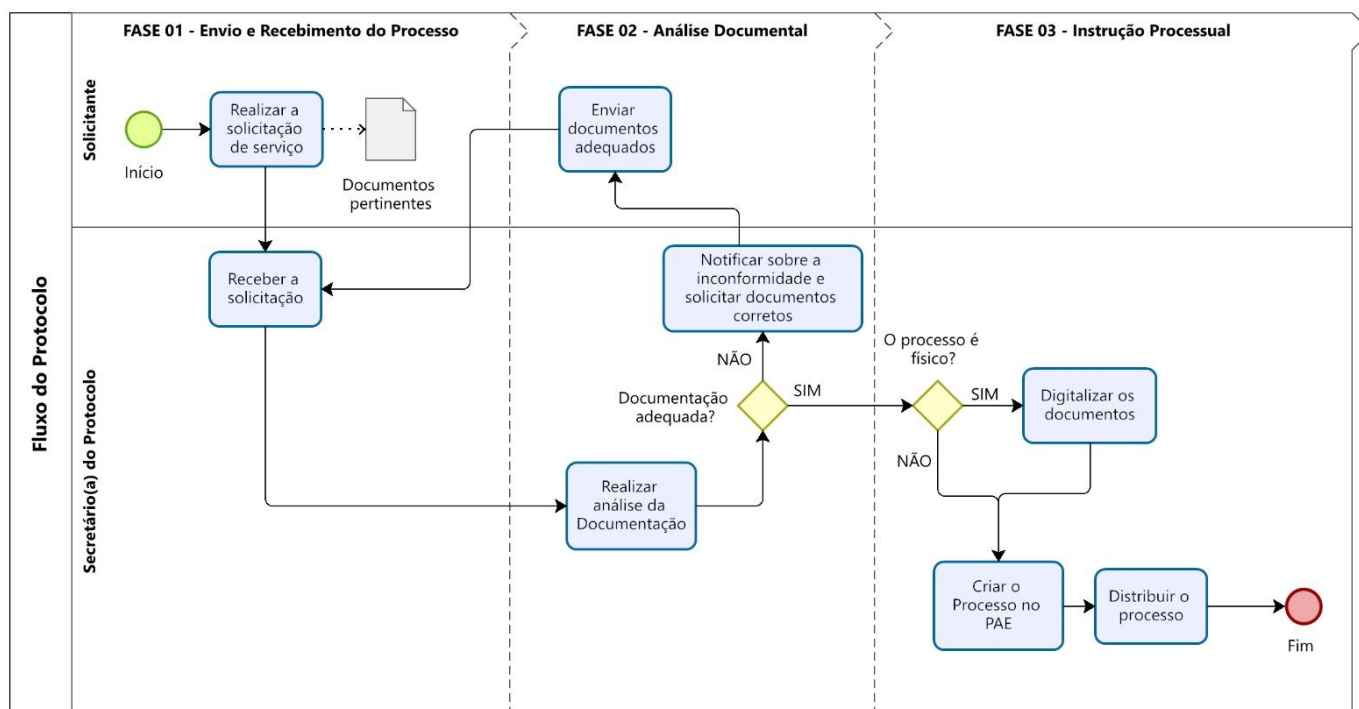 FASE 01 - Envio e Recebimento do Processo
FASE 02 - Análise Documental
FASE 03 - Instrução Processual
Fluxo do Protocolo
Solicitante
Início
Realizar a
solicitação
de serviço
Documentos
pertinentes
Enviar
documentos
adequados
Secretário(a) do Protocolo
Receber a
solicitação
Notificar sobre a
inconformidade e
solicitar documentos
corretos
NÃO
Documentação
adequada?
SIM
Realizar
análise da
Documentação
O processo é
físico?
SIM
Digitalizar os
documentos
NÃO
Criar o
Processo no
PAE
Distribuir o
processo
Fim